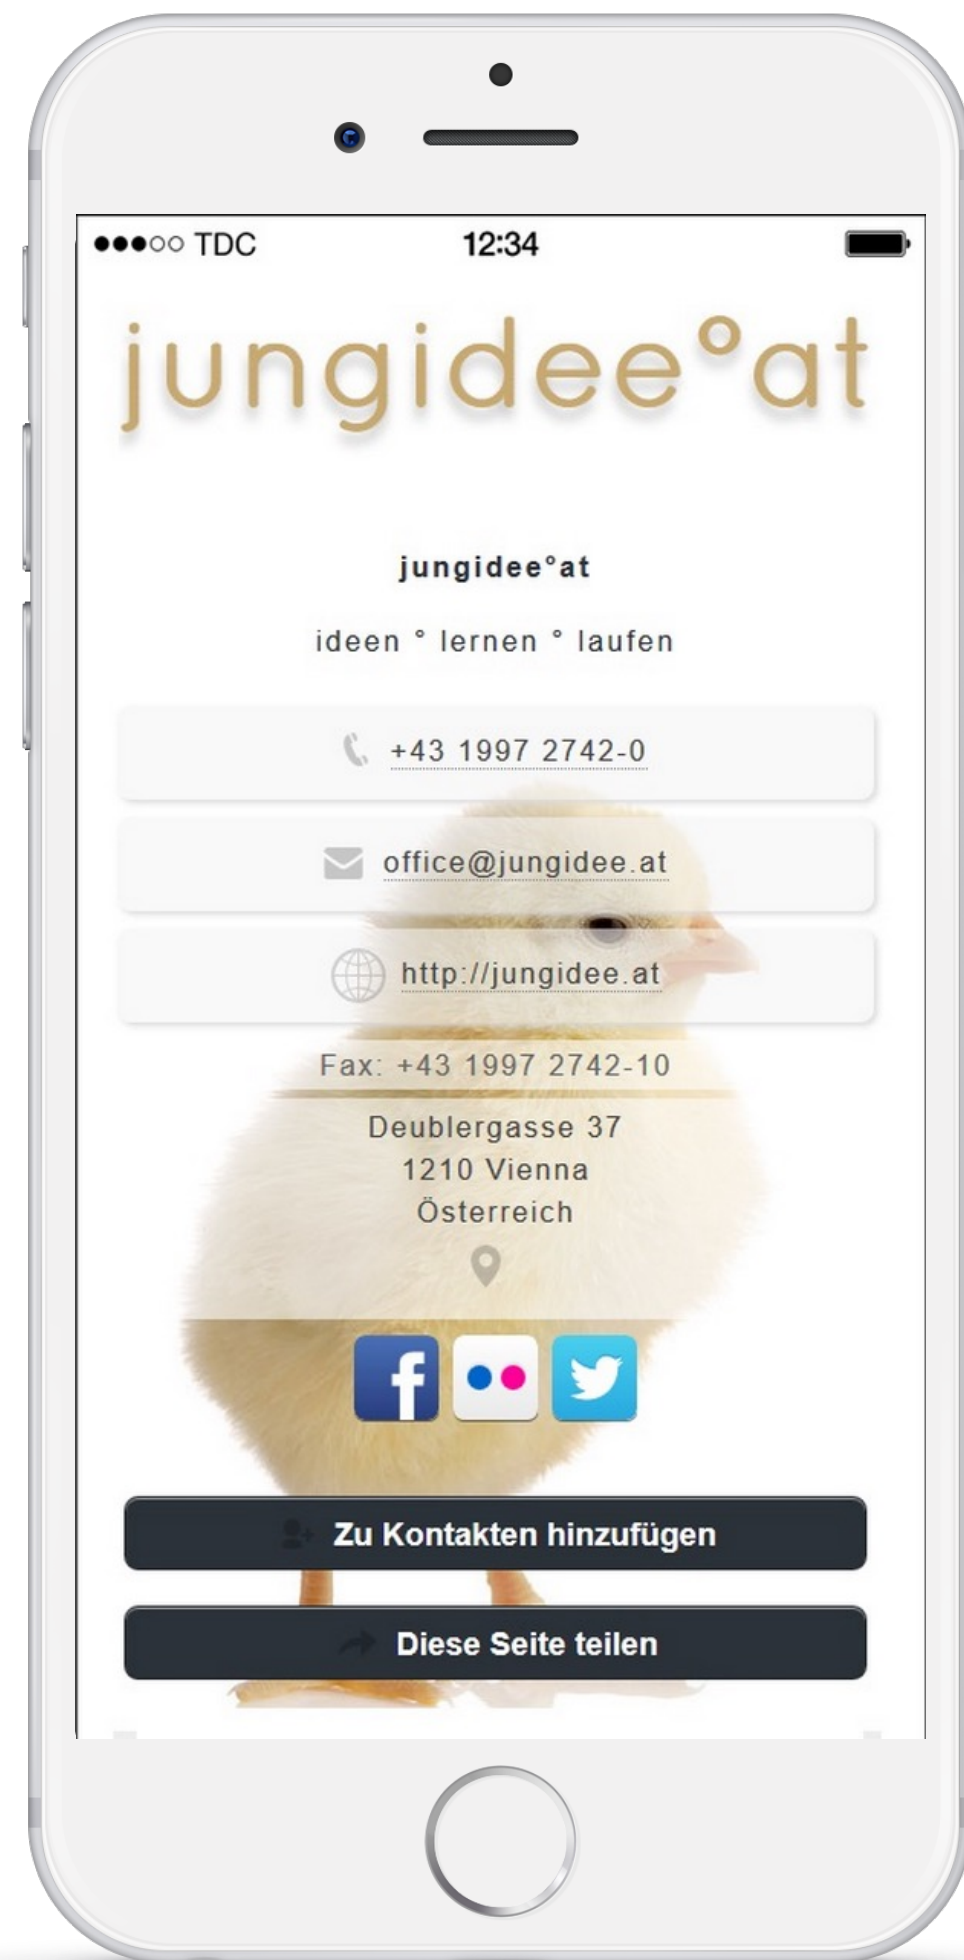 TDC 12:34
jungidee°at
jungidee°at
ideen ° lernen ° laufen
+43 1997 2742-0
office@jungidee.at
http://jungidee.at
Fax: +43 1997 2742-10
Deublergasse 37
1210 Vienna
Österreich
Zu Kontakten hinzufügen
Diese Seite teilen